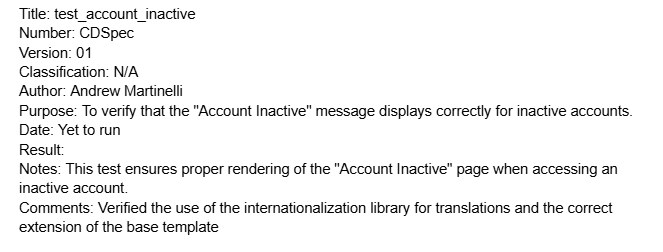 Title: test_account_inactive
Number: CDSpec
Version: 01
Classification: N/A
Author: Andrew Martinelli
Purpose: To verify that the "Account Inactive" message displays correctly for inactive accounts.
Date: Yet to run
Result:
Notes: This test ensures proper rendering of the "Account Inactive" page when accessing an
inactive account.
Comments: Verified the use of the internationalization library for translations and the correct
extension of the base template